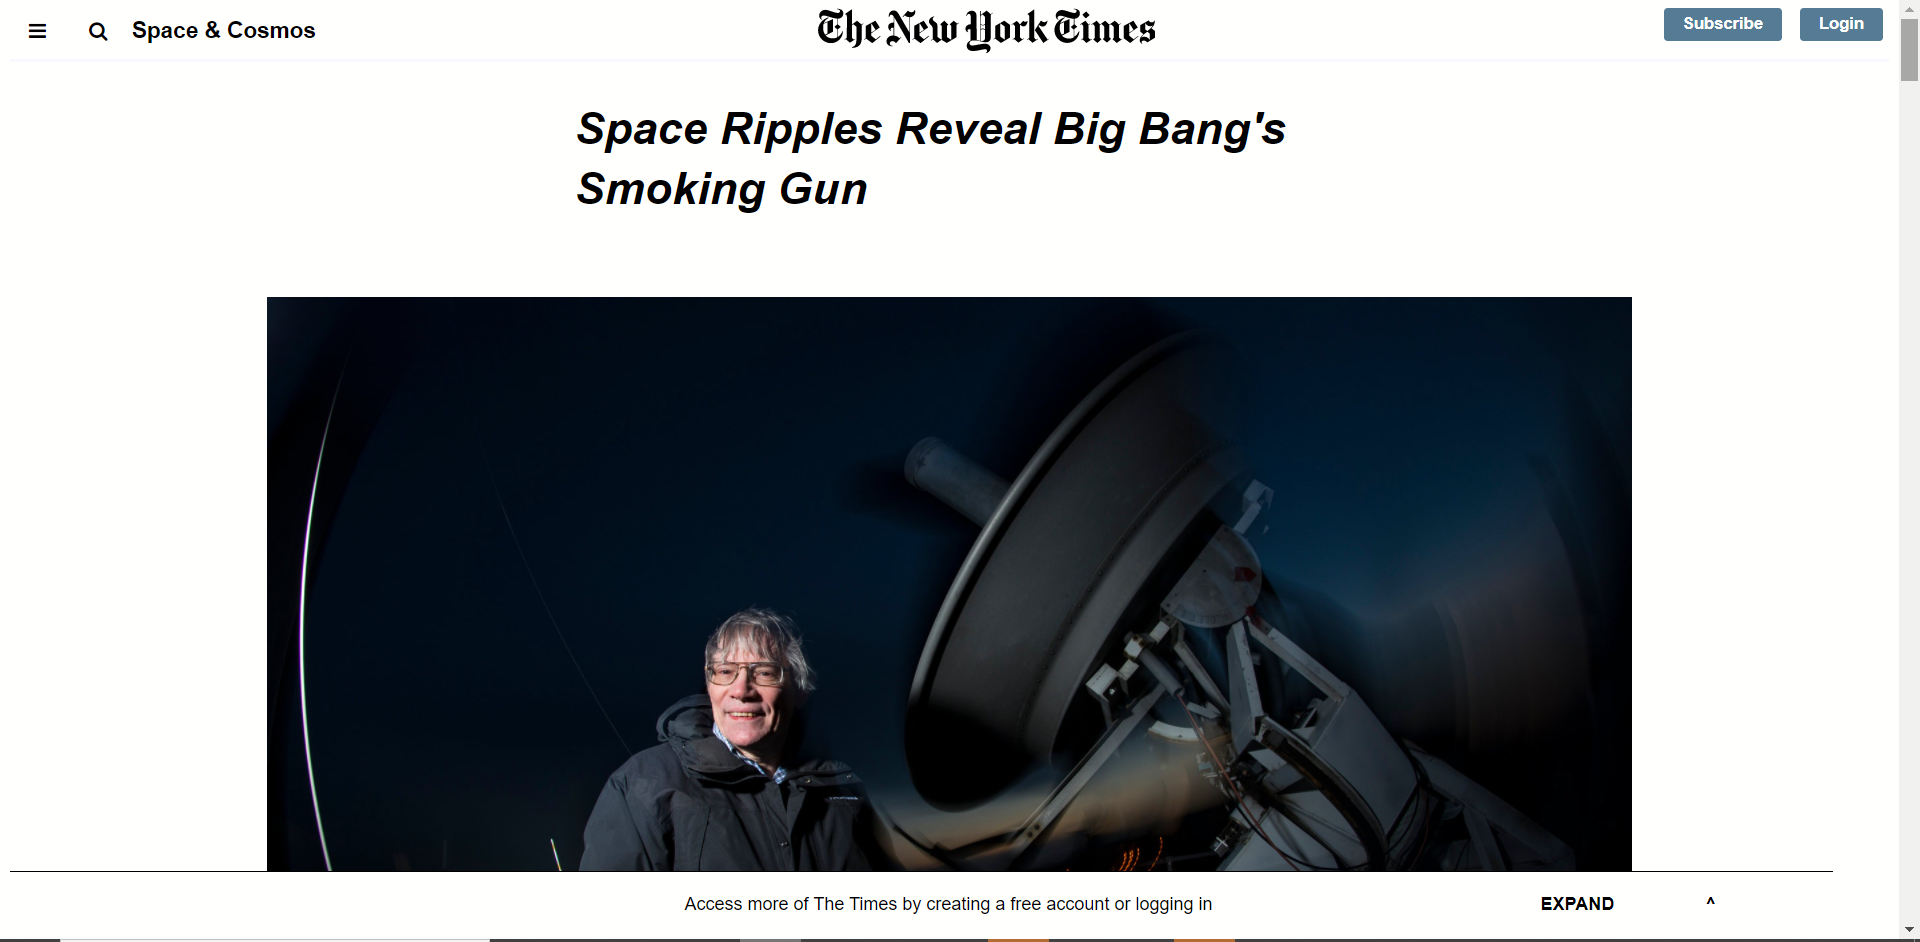 Space & Cosmos
The New York Times
Subscribe
Login
Space Ripples Reveal Big Bang's
Smoking Gun
Access more of The Times by creating a free account or logging in
EXPAND
^